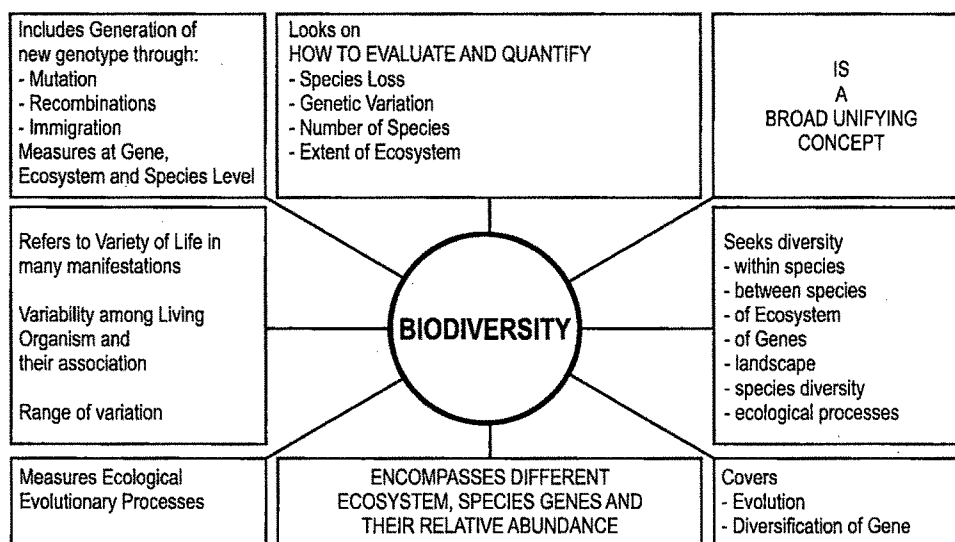 Includes Generation of
new genotype through:
- Mutation
- Recombinations
- Immigration
Measures at Gene,
Ecosystem and Species Level
Looks on
HOW TO EVALUATE AND QUANTIFY
- Species Loss
- Genetic Variation
- Number of Species
- Extent of Ecosystem
IS
A
BROAD UNIFYING
CONCEPT
Refers to Variety of Life in
many manifestations
Variability among Living
Organism and
their association
Range of variation
BIODIVERSITY
Seeks diversity
- within species
- between species
- of Ecosystem
- of Genes
- landscape
- species diversity
- ecological processes
Measures Ecological
Evolutionary Processes
ENCOMPASSES DIFFERENT
ECOSYSTEM, SPECIES GENES AND
THEIR RELATIVE ABUNDANCE
Covers
- Evolution
- Diversification of Gene